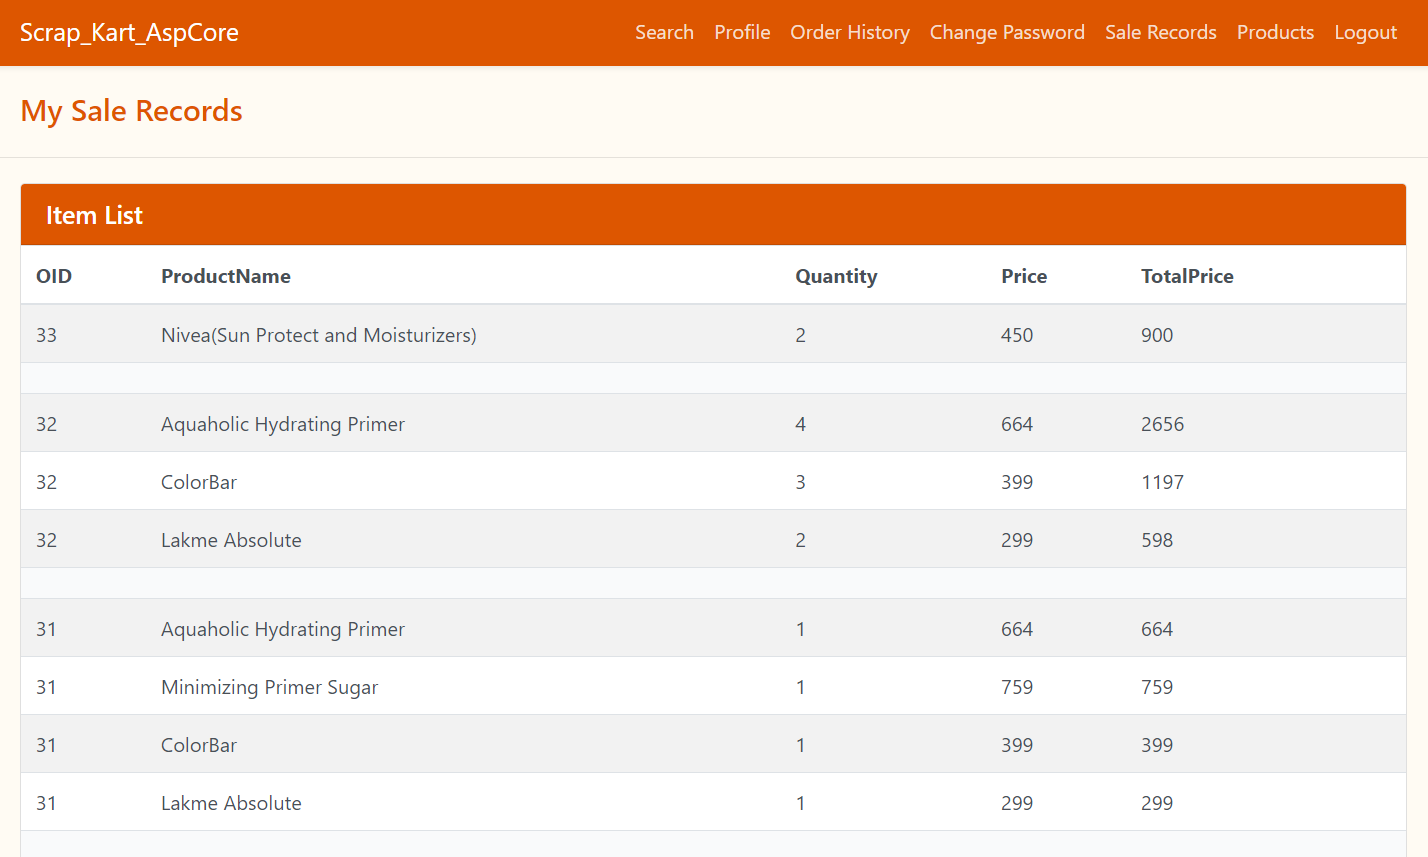 Scrap_Kart_AspCore Search Profile Order History Change Password Sale Records Products Logout
My Sale Records
Item List
OID ProductName Quantity Price TotalPrice
33 Nivea(Sun Protect and Moisturizers) 2 450 900
32 Aquaholic Hydrating Primer 4 664 2656
32 ColorBar 3 399 1197
32 Lakme Absolute 2 299 598
31 Aquaholic Hydrating Primer 1 664 664
31 Minimizing Primer Sugar 1 759 759
31 ColorBar 1 399 399
31 Lakme Absolute 1 299 299